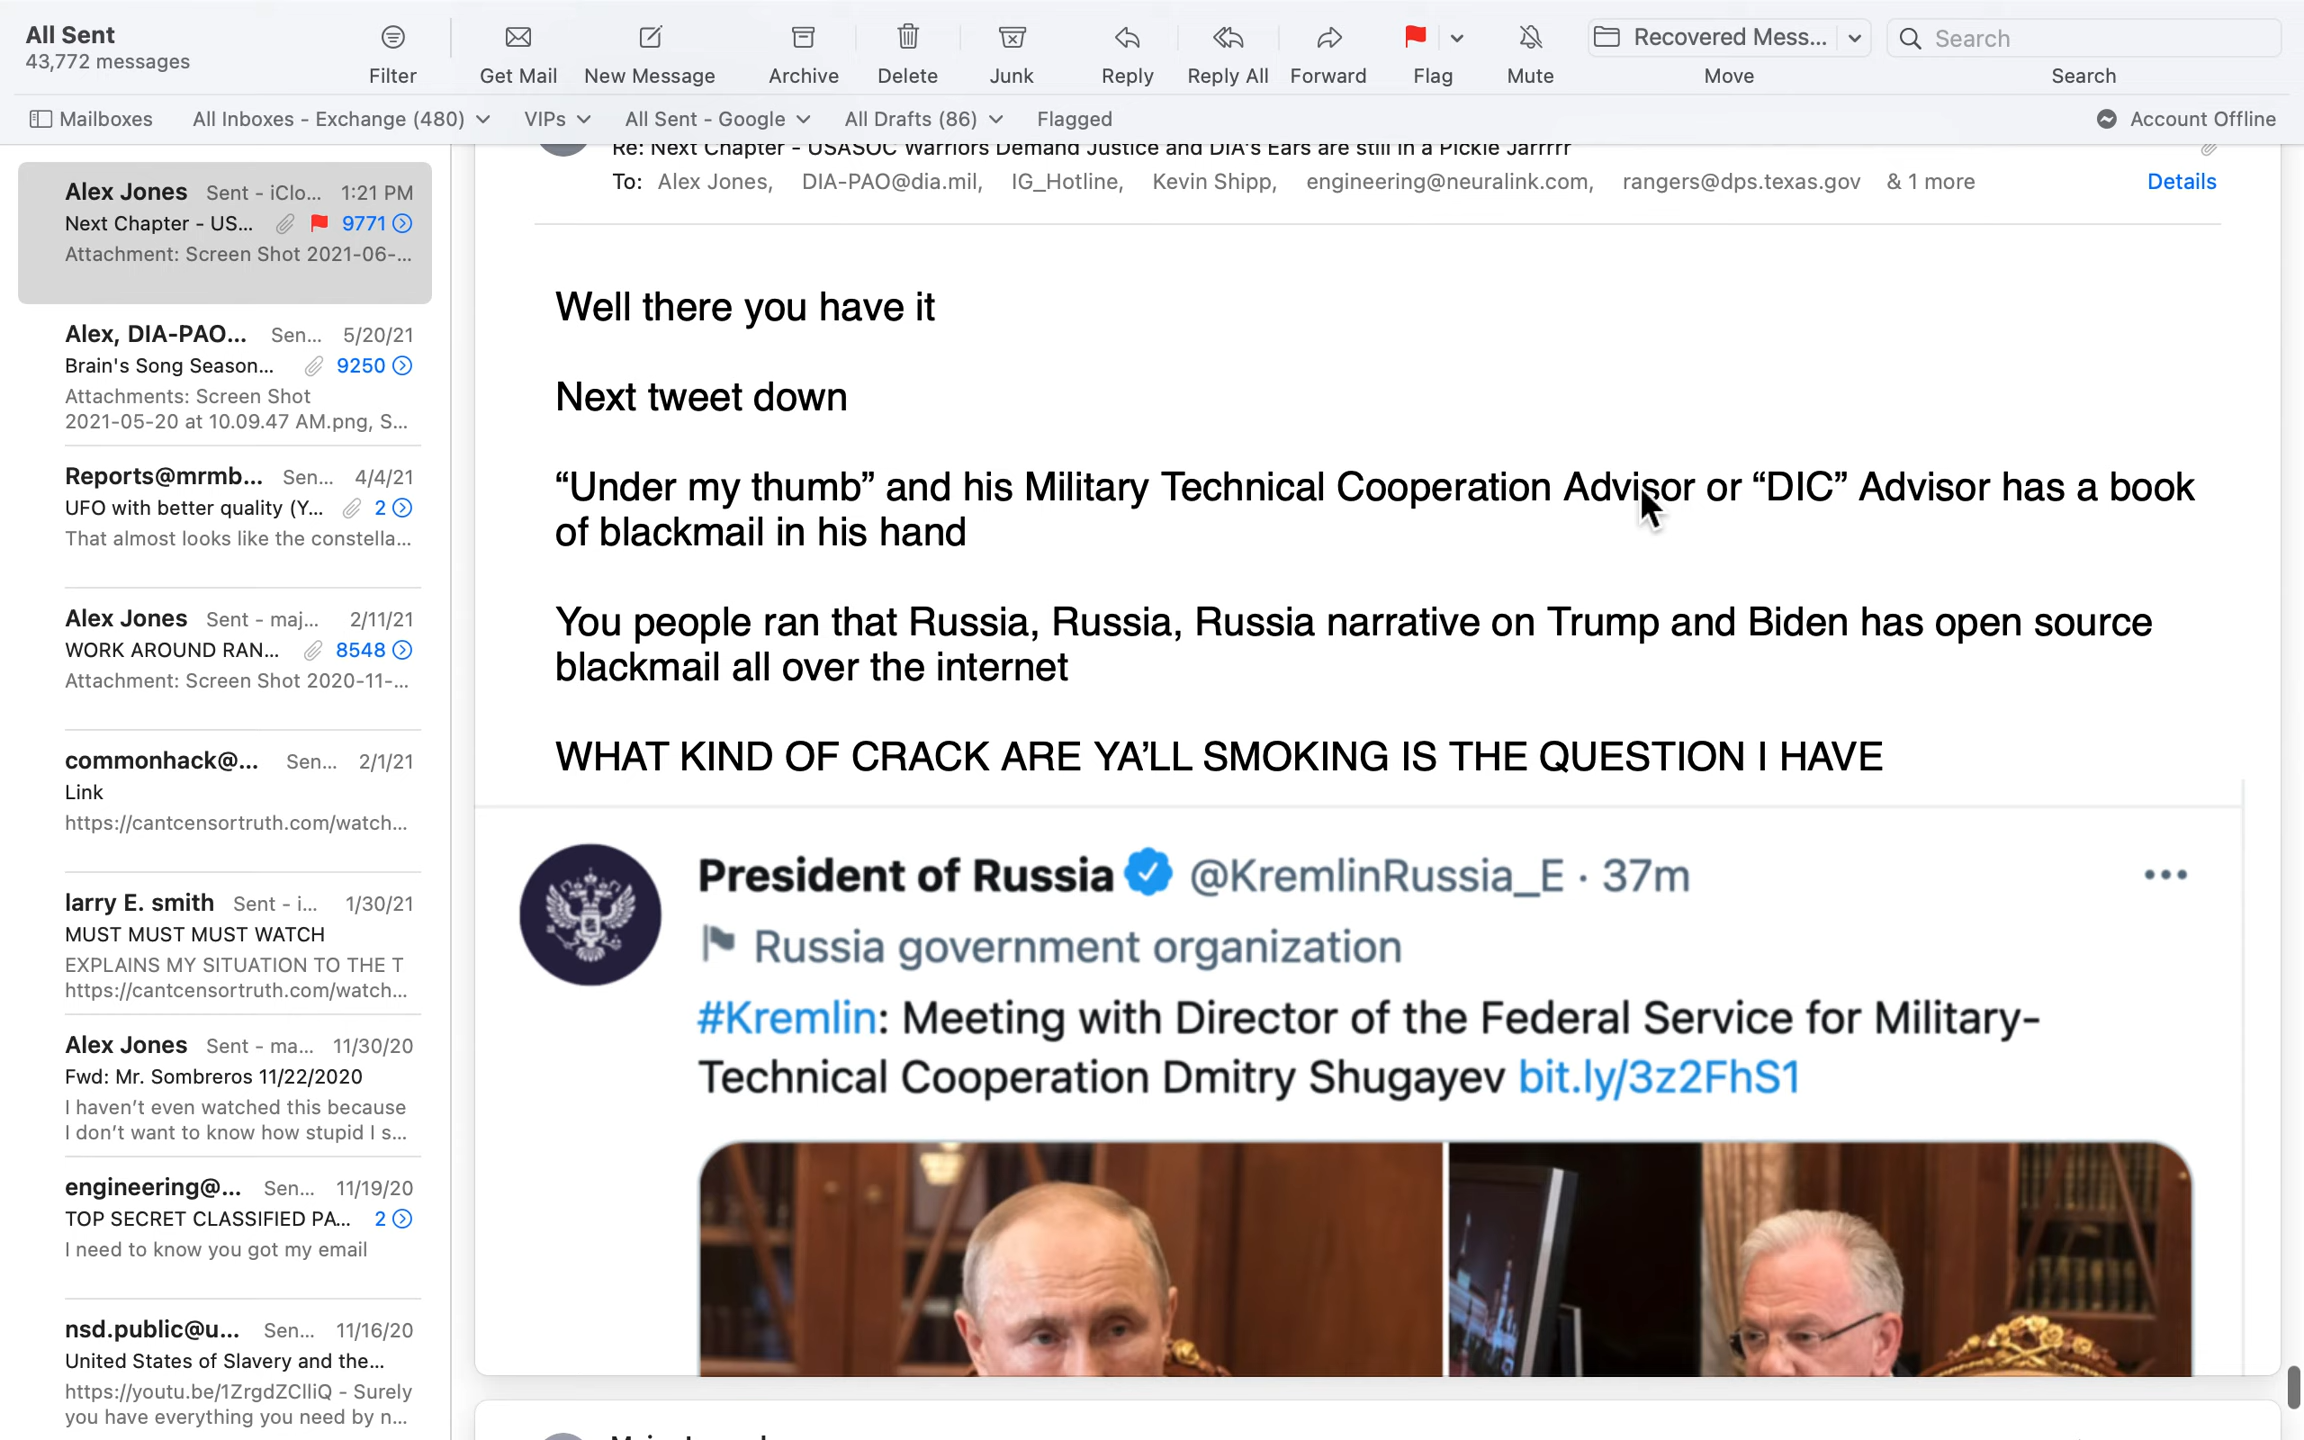 All Sent
43,772 messages
Filter
Get Mail
New Message
Archive
Delete
Junk
Reply
Reply All
Forward
Flag
Mute
Recovered Mess...
Move
Search
Search
Mailboxes
All Inboxes - Exchange (480)
VIPs
All Sent - Google
All Drafts (86)
Flagged
Account Offline
Alex Jones Sent - iClo... 1:21 PM
Next Chapter - US... 9771
Attachment: Screen Shot 2021-06-...
Alex, DIA-PAO... Sen... 5/20/21
Brain's Song Season... 9250
Attachments: Screen Shot
2021-05-20 at 10.09.47 AM.png, S...
Reports@mrmb... Sen... 4/4/21
UFO with better quality (Y... 2
That almost looks like the constella...
Alex Jones Sent - maj... 2/11/21
WORK AROUND RAN... 8548
Attachment: Screen Shot 2020-11-...
commonhack@... Sen... 2/1/21
Link
https://cantcensortruth.com/watch...
larry E. smith Sent - i... 1/30/21
MUST MUST MUST WATCH
EXPLAINS MY SITUATION TO THE T
https://cantcensortruth.com/watch...
Alex Jones Sent - ma... 11/30/20
Fwd: Mr. Sombreros 11/22/2020
I haven't even watched this because
I don't want to know how stupid I s...
engineering@... Sen... 11/19/20
TOP SECRET CLASSIFIED PA... 2
I need to know you got my email
nsd.public@u... Sen... 11/16/20
United States of Slavery and the...
https://youtu.be/1ZrgdZClliQ - Surely
you have everything you need by n...
Re: Next Chapter - USASOC Warriors Demand Justice and DIA's Ears are still in a Pickle Jarrrrr
To: Alex Jones, DIA-PAO@dia.mil, IG_Hotline, Kevin Shipp, engineering@neuralink.com, rangers@dps.texas.gov & 1 more Details
Well there you have it
Next tweet down
“Under my thumb” and his Military Technical Cooperation Advisor or “DIC” Advisor has a book
of blackmail in his hand
You people ran that Russia, Russia, Russia narrative on Trump and Biden has open source
blackmail all over the internet
WHAT KIND OF CRACK ARE YA’LL SMOKING IS THE QUESTION I HAVE
President of Russia @KremlinRussia_E · 37m
Russia government organization
#Kremlin: Meeting with Director of the Federal Service for Military-
Technical Cooperation Dmitry Shugayev bit.ly/3z2FhS1